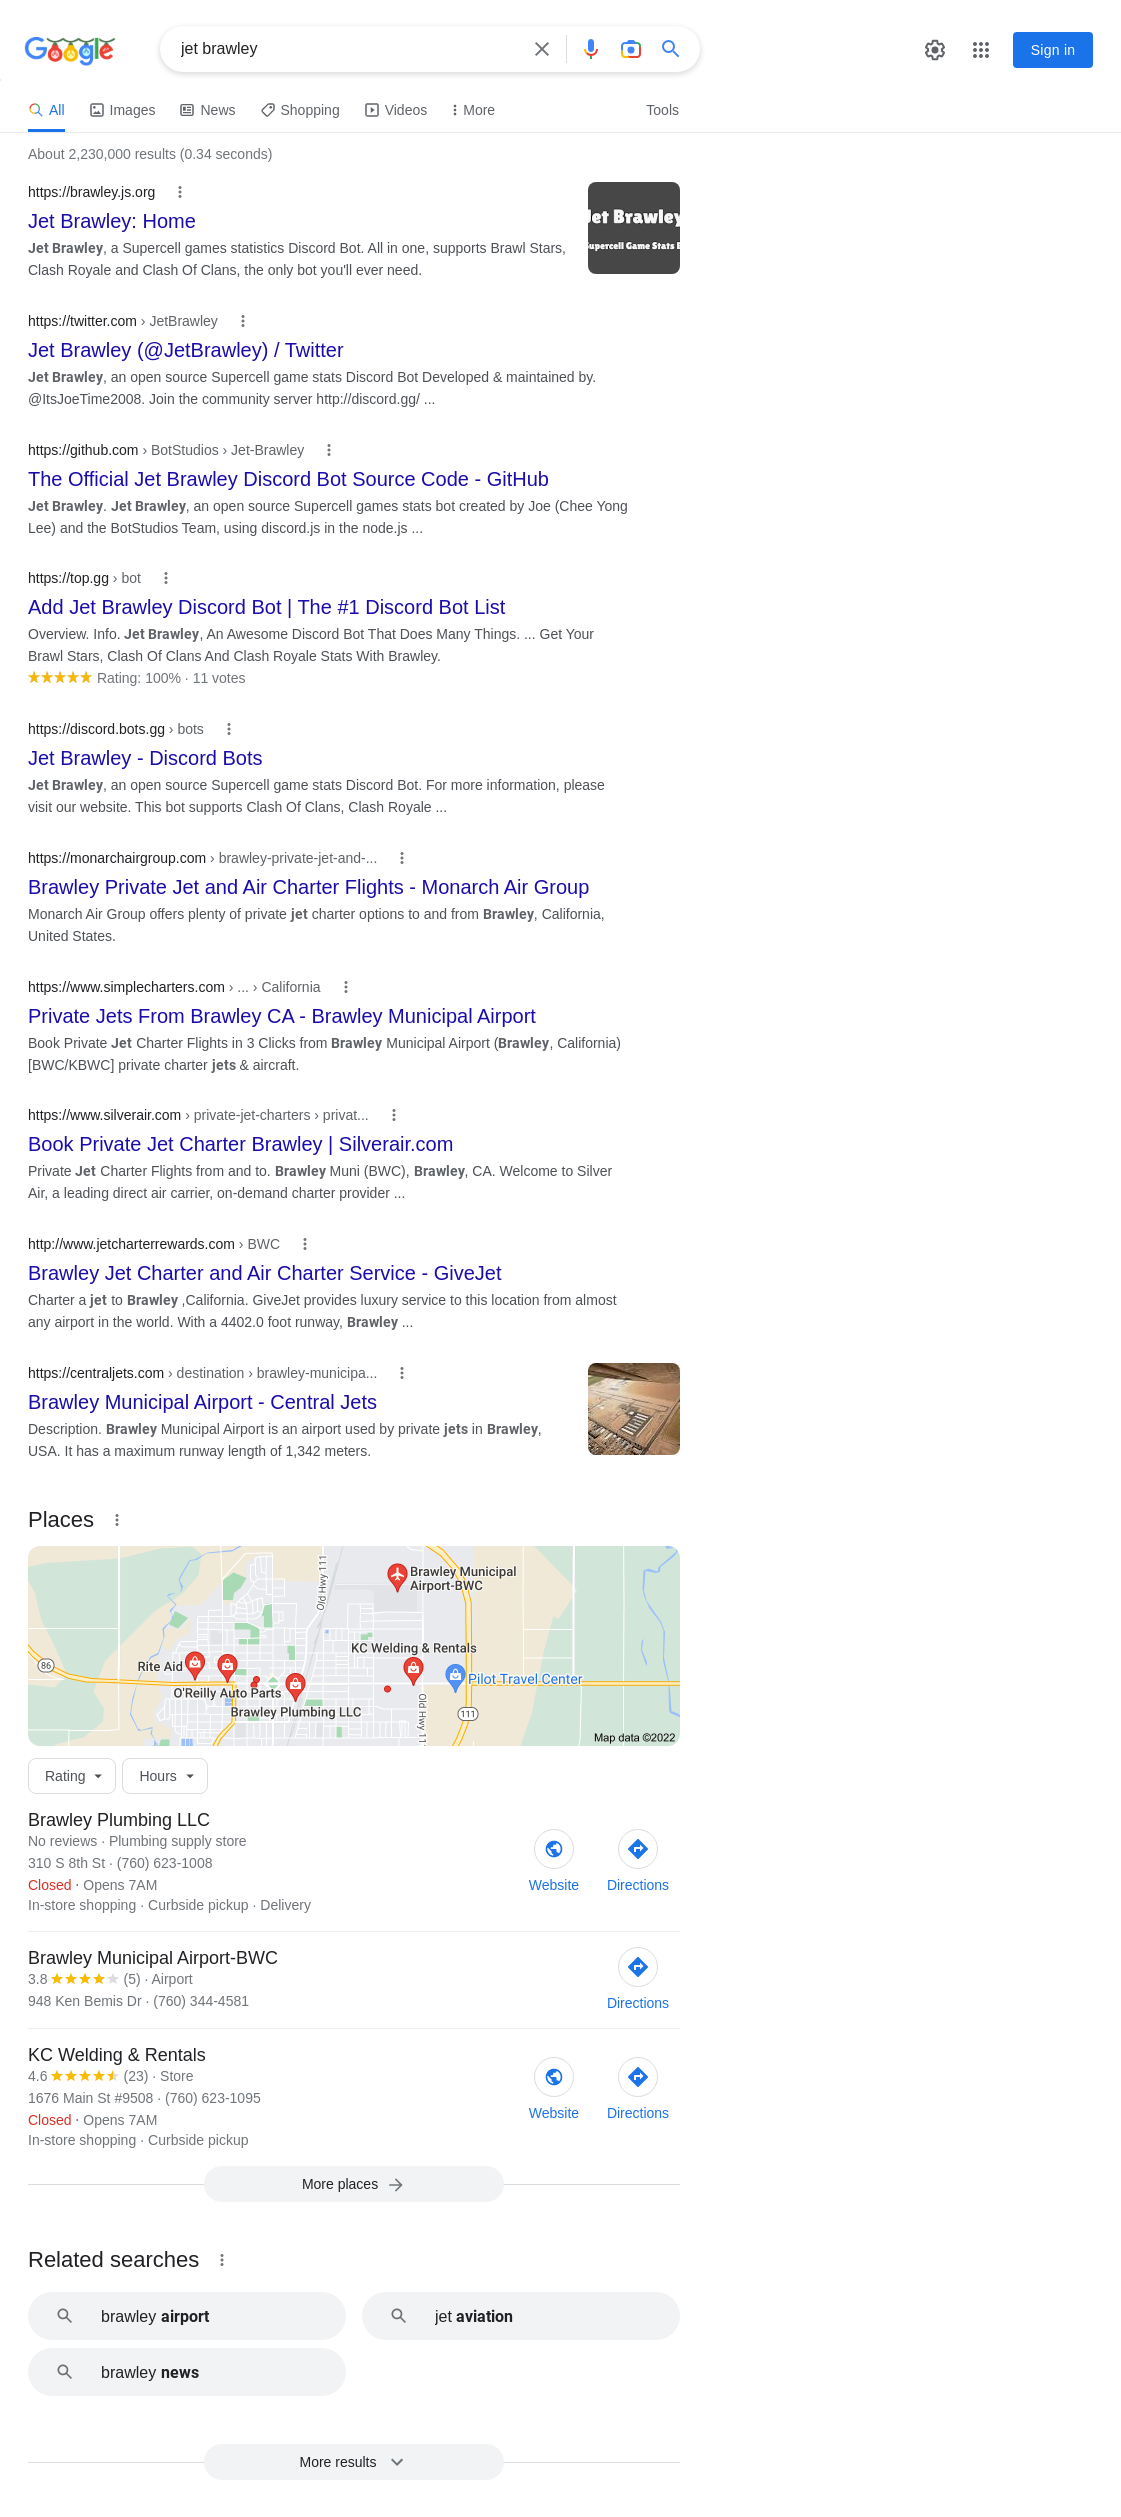 Google
jet brawley
Sign in
All Images News Shopping Videos More Tools
About 2,230,000 results (0.34 seconds)
https://brawley.js.org
Jet Brawley: Home
Jet Brawley, a Supercell games statistics Discord Bot. All in one, supports Brawl Stars,
Clash Royale and Clash Of Clans, the only bot you'll ever need.
Jet Brawley
Supercell Game Stats B
https://twitter.com › JetBrawley
Jet Brawley (@JetBrawley) / Twitter
Jet Brawley, an open source Supercell game stats Discord Bot Developed & maintained by.
@ItsJoeTime2008. Join the community server http://discord.gg/ ...
https://github.com › BotStudios › Jet-Brawley
The Official Jet Brawley Discord Bot Source Code - GitHub
Jet Brawley. Jet Brawley, an open source Supercell games stats bot created by Joe (Chee Yong
Lee) and the BotStudios Team, using discord.js in the node.js ...
https://top.gg › bot
Add Jet Brawley Discord Bot | The #1 Discord Bot List
Overview. Info. Jet Brawley, An Awesome Discord Bot That Does Many Things. ... Get Your
Brawl Stars, Clash Of Clans And Clash Royale Stats With Brawley.
Rating: 100% · 11 votes
https://discord.bots.gg › bots
Jet Brawley - Discord Bots
Jet Brawley, an open source Supercell game stats Discord Bot. For more information, please
visit our website. This bot supports Clash Of Clans, Clash Royale ...
https://monarchairgroup.com › brawley-private-jet-and-...
Brawley Private Jet and Air Charter Flights - Monarch Air Group
Monarch Air Group offers plenty of private jet charter options to and from Brawley, California,
United States.
https://www.simplecharters.com › ... › California
Private Jets From Brawley CA - Brawley Municipal Airport
Book Private Jet Charter Flights in 3 Clicks from Brawley Municipal Airport (Brawley, California)
[BWC/KBWC] private charter jets & aircraft.
https://www.silverair.com › private-jet-charters › privat...
Book Private Jet Charter Brawley | Silverair.com
Private Jet Charter Flights from and to. Brawley Muni (BWC), Brawley, CA. Welcome to Silver
Air, a leading direct air carrier, on-demand charter provider ...
http://www.jetcharterrewards.com › BWC
Brawley Jet Charter and Air Charter Service - GiveJet
Charter a jet to Brawley ,California. GiveJet provides luxury service to this location from almost
any airport in the world. With a 4402.0 foot runway, Brawley ...
https://centraljets.com › destination › brawley-municipa...
Brawley Municipal Airport - Central Jets
Description. Brawley Municipal Airport is an airport used by private jets in Brawley,
USA. It has a maximum runway length of 1,342 meters.
Places
Old Hwy 111
Brawley Municipal
Airport-BWC
KC Welding & Rentals
86
Rite Aid
Pilot Travel Center
O'Reilly Auto Parts
Brawley Plumbing LLC
Old Hwy 11
111
Map data ©2022
Rating Hours
Brawley Plumbing LLC
No reviews · Plumbing supply store
310 S 8th St · (760) 623-1008
Closed · Opens 7AM
In-store shopping · Curbside pickup · Delivery
Website Directions
Brawley Municipal Airport-BWC
3.8 (5) · Airport
948 Ken Bemis Dr · (760) 344-4581
Directions
KC Welding & Rentals
4.6 (23) · Store
1676 Main St #9508 · (760) 623-1095
Closed · Opens 7AM
In-store shopping · Curbside pickup
Website Directions
More places
Related searches
brawley airport
jet aviation
brawley news
More results